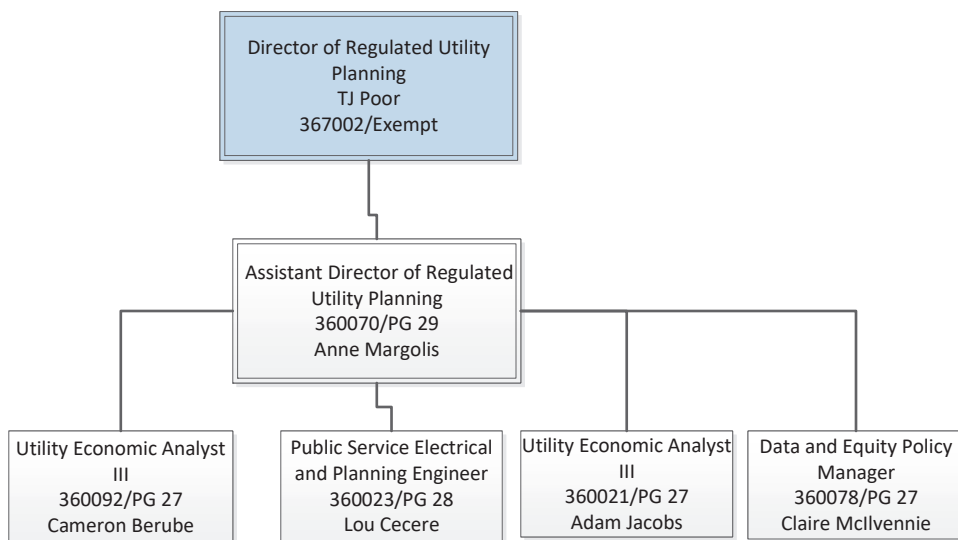 Director of Regulated Utility
Planning
TJ Poor
367002/Exempt
Assistant Director of Regulated
Utility Planning
360070/PG 29
Anne Margolis
Utility Economic Analyst
III
360092/PG 27
Cameron Berube
Public Service Electrical
and Planning Engineer
360023/PG 28
Lou Cecere
Utility Economic Analyst
III
360021/PG 27
Adam Jacobs
Data and Equity Policy
Manager
360078/PG 27
Claire McIlvennie